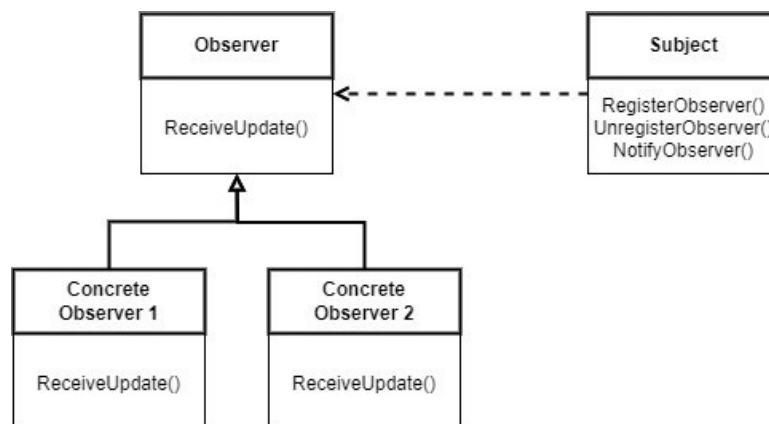 Observer
ReceiveUpdate()
Subject
RegisterObserver()
UnregisterObserver()
NotifyObserver()
Concrete
Observer 1
ReceiveUpdate()
Concrete
Observer 2
ReceiveUpdate()